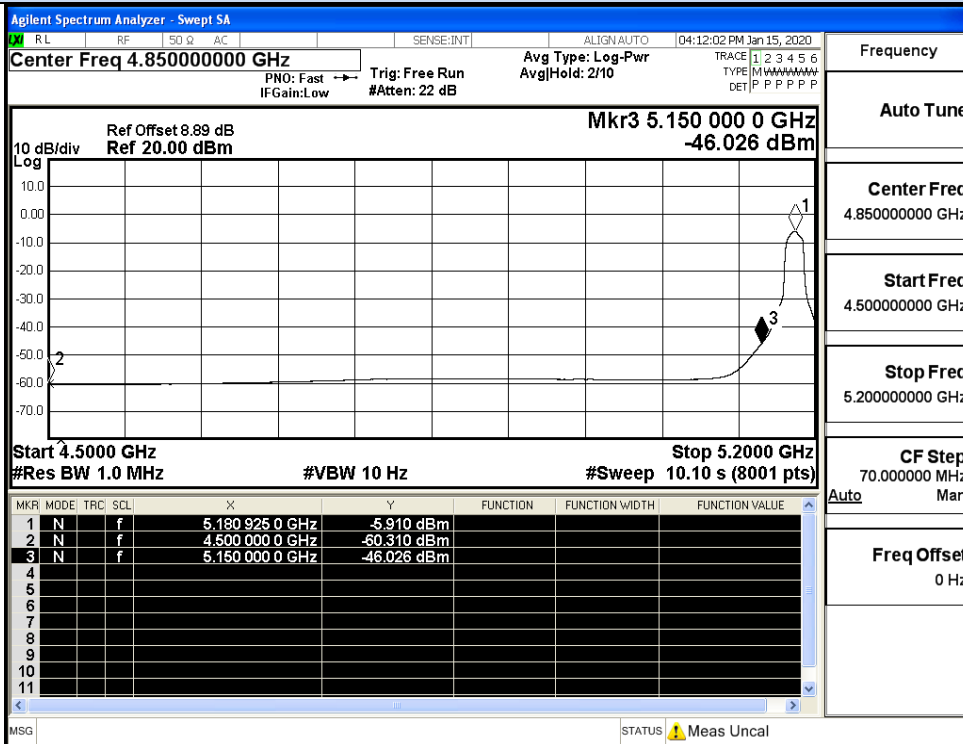 Agilent Spectrum Analyzer - Swept SA
LXI RL RF 50 Ω AC SENSE:INT ALIGN AUTO 04:12:02 PM Jan 15, 2020
Center Freq 4.850000000 GHz
PNO: Fast
IFGain:Low
Trig: Free Run
#Atten: 22 dB
Avg Type: Log-Pwr
Avg|Hold: 2/10
TRACE 1 2 3 4 5 6
TYPE M WWWWW
DET P P P P P P
Mkr3 5.150 000 0 GHz
-46.026 dBm
Ref Offset 8.89 dB
10 dB/div Ref 20.00 dBm
Log
10.0
0.00
-10.0
-20.0
-30.0
-40.0
-50.0
-60.0
-70.0
1
2
3
Start 4.5000 GHz Stop 5.2000 GHz
#Res BW 1.0 MHz #VBW 10 Hz #Sweep 10.10 s (8001 pts)
MKR MODE TRC SCL X Y FUNCTION FUNCTION WIDTH FUNCTION VALUE
1 N f 5.180 925 0 GHz -5.910 dBm
2 N f 4.500 000 0 GHz -60.310 dBm
3 N f 5.150 000 0 GHz -46.026 dBm
4
5
6
7
8
9
10
11
MSG STATUS Meas Uncal
Frequency
Auto Tune
Center Freq
4.850000000 GHz
Start Freq
4.500000000 GHz
Stop Freq
5.200000000 GHz
CF Step
70.000000 MHz
Auto Man
Freq Offset
0 Hz